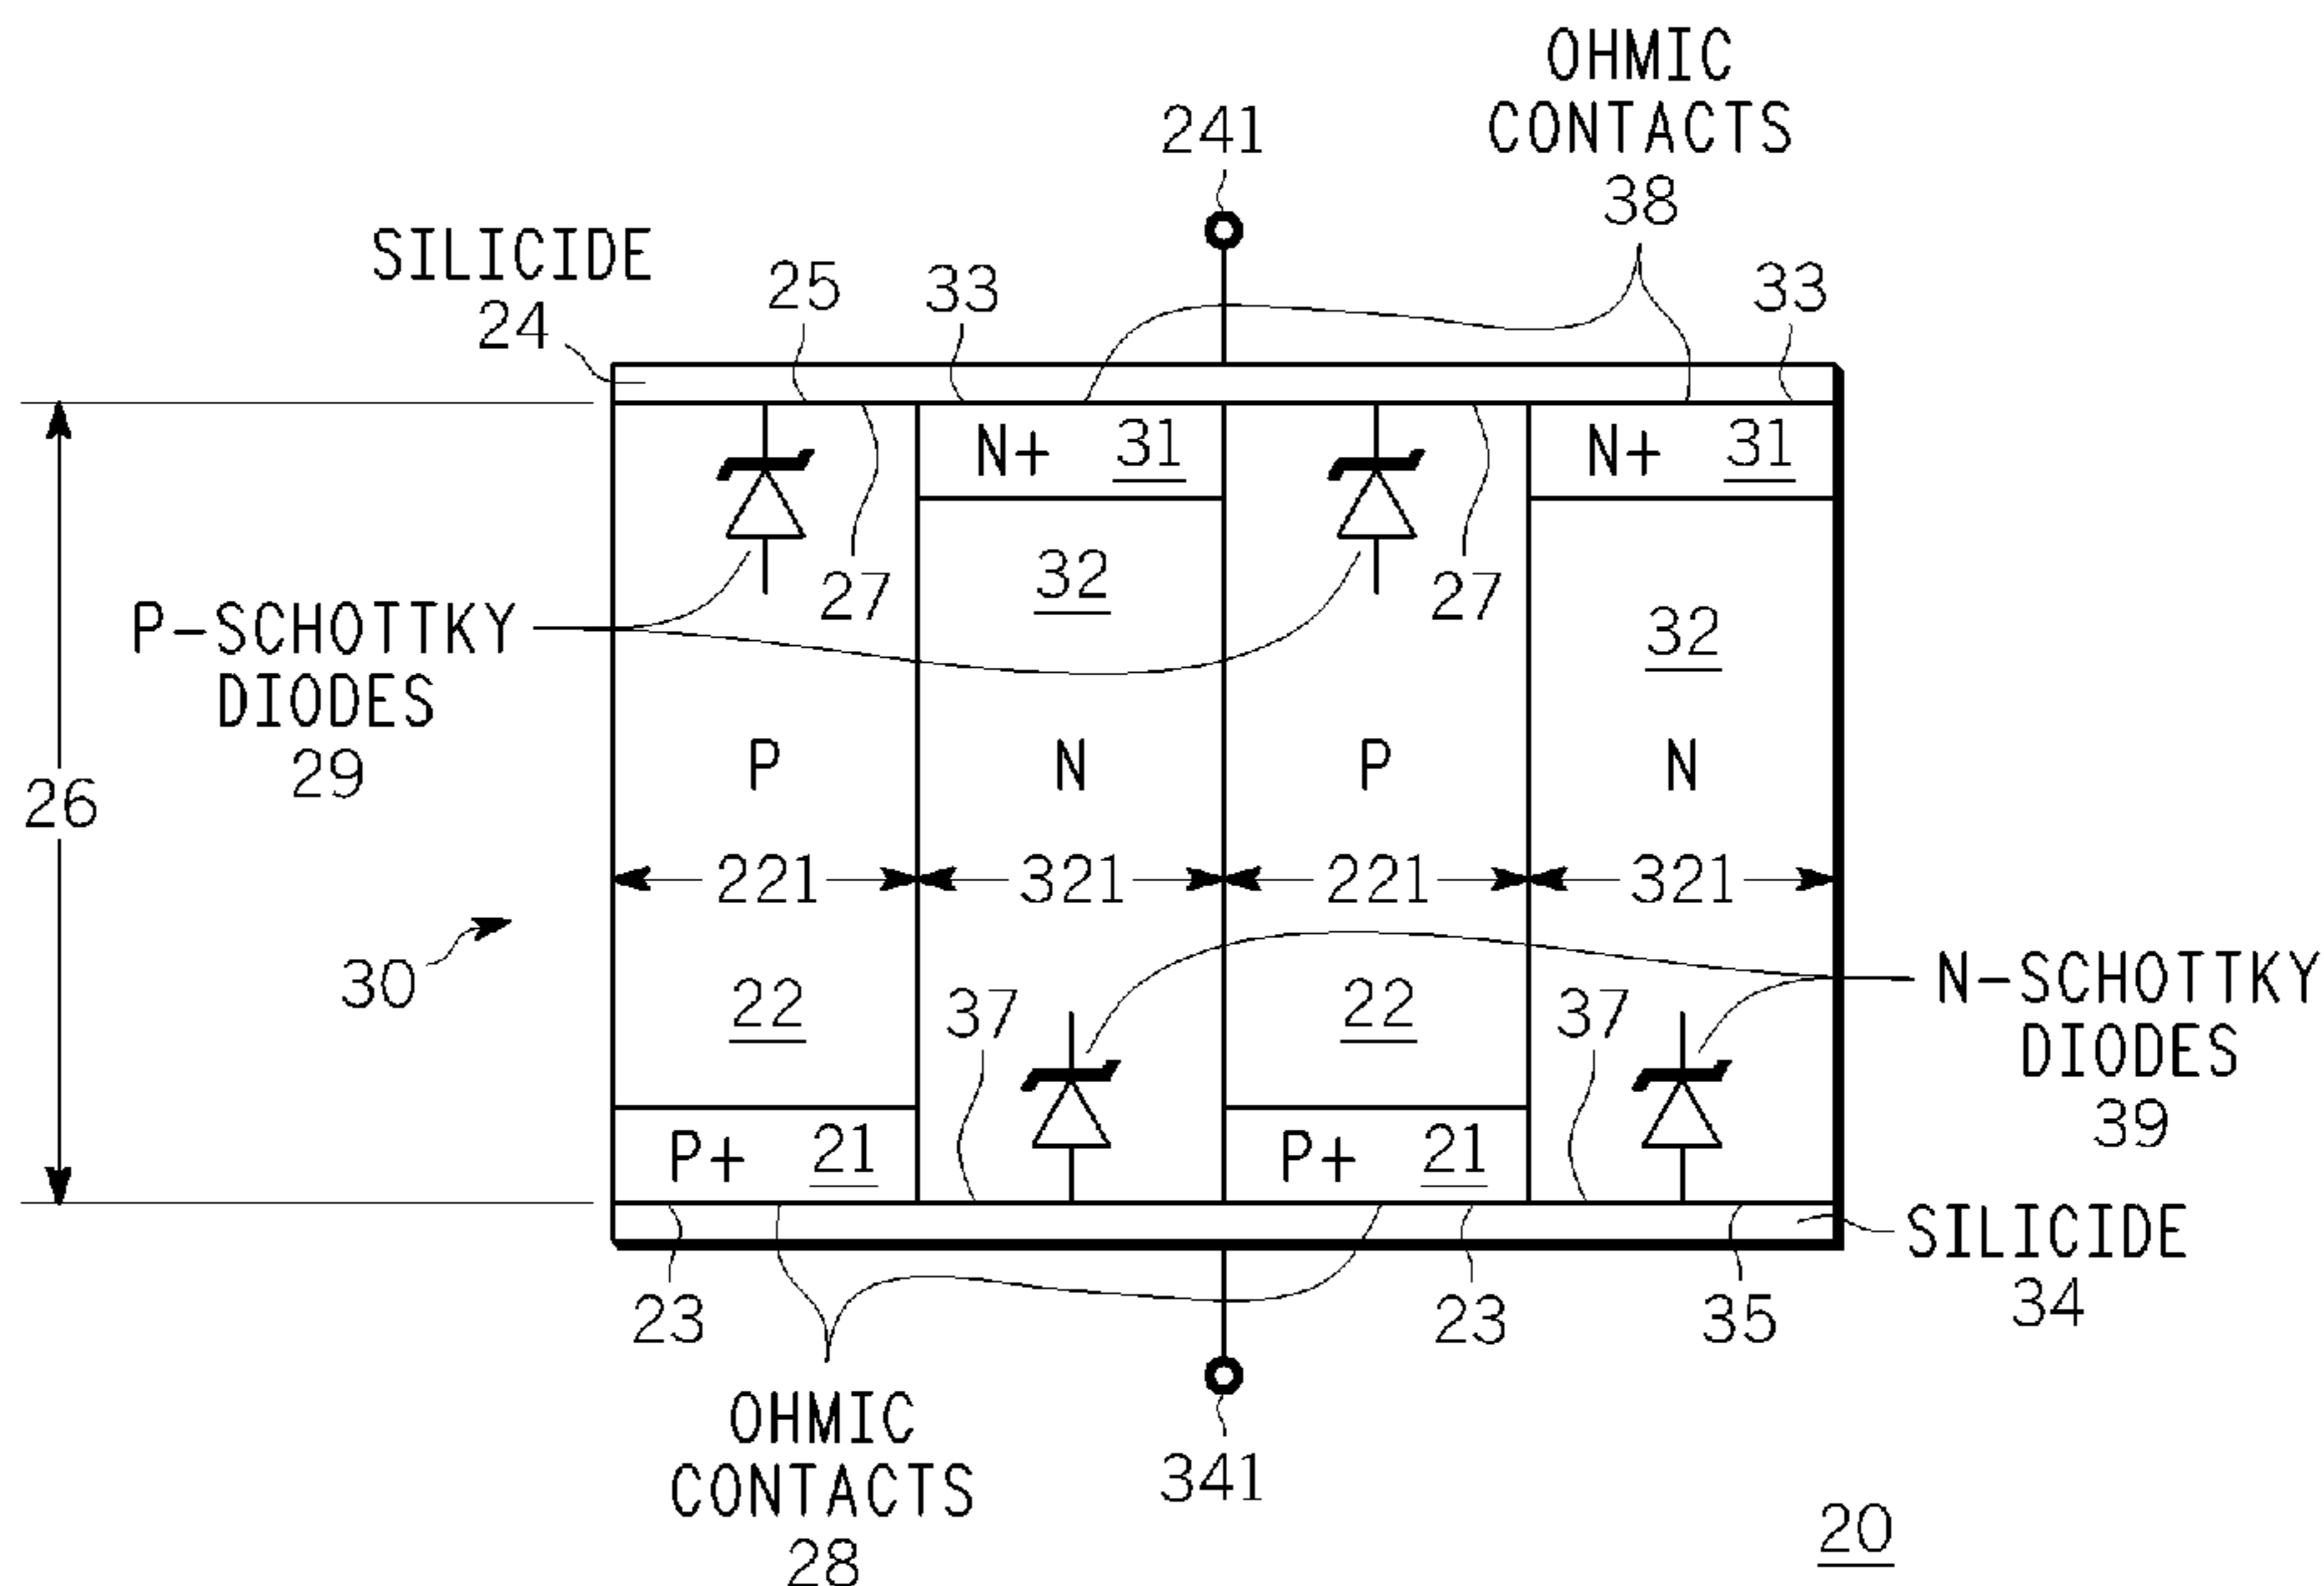 OHMIC
CONTACTS
38
241
SILICIDE
24
25
33
33
N+ 31
N+ 31
27
32
27
32
P-SCHOTTKY
DIODES
29
26
P
N
P
N
221
321
221
321
30
22
37
22
37
N-SCHOTTKY
DIODES
39
P+ 21
P+ 21
SILICIDE
34
23
23
35
OHMIC
CONTACTS
28
341
20